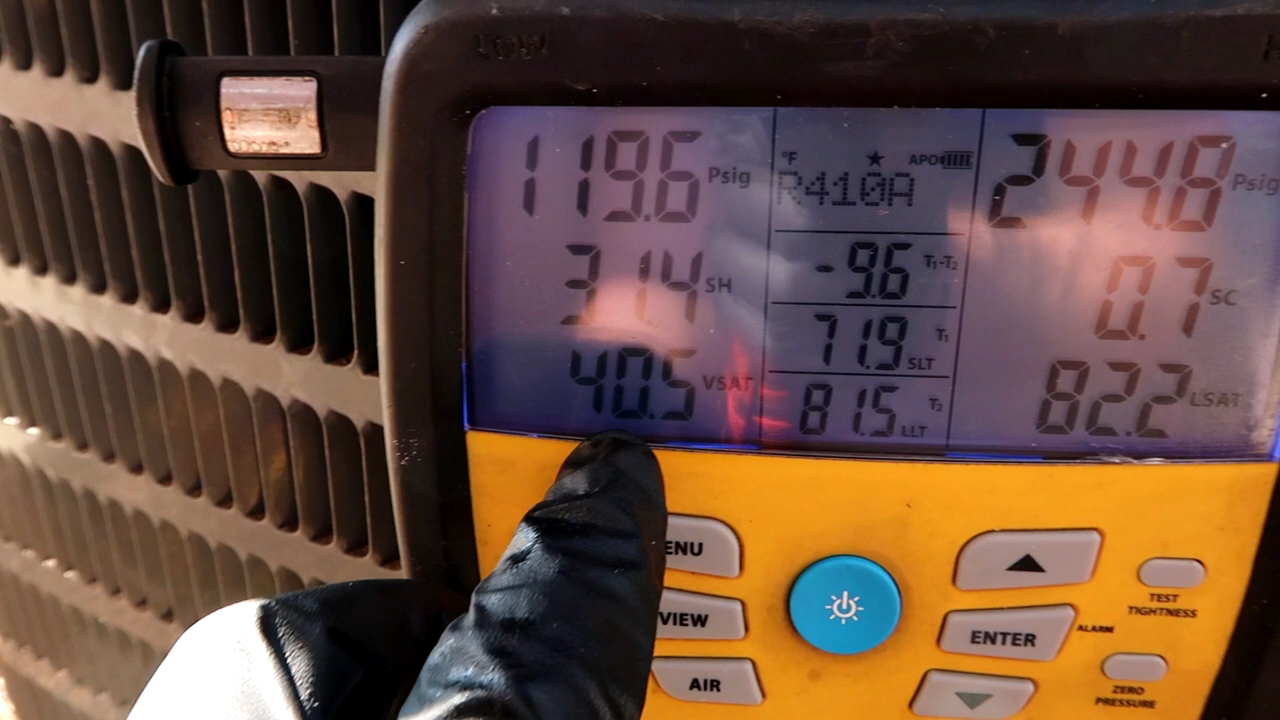 LOW
119.6 Psig
31.4 SH
40.5 VSAT
°F ★ APO
R410A
-9.6 T1-T2
71.9 T1 SLT
81.5 T2 LLT
244.8 Psig
0.7 SC
82.2 LSAT
ENU
VIEW
AIR
ENTER
ALARM
TEST
TIGHTNESS
ZERO
PRESSURE